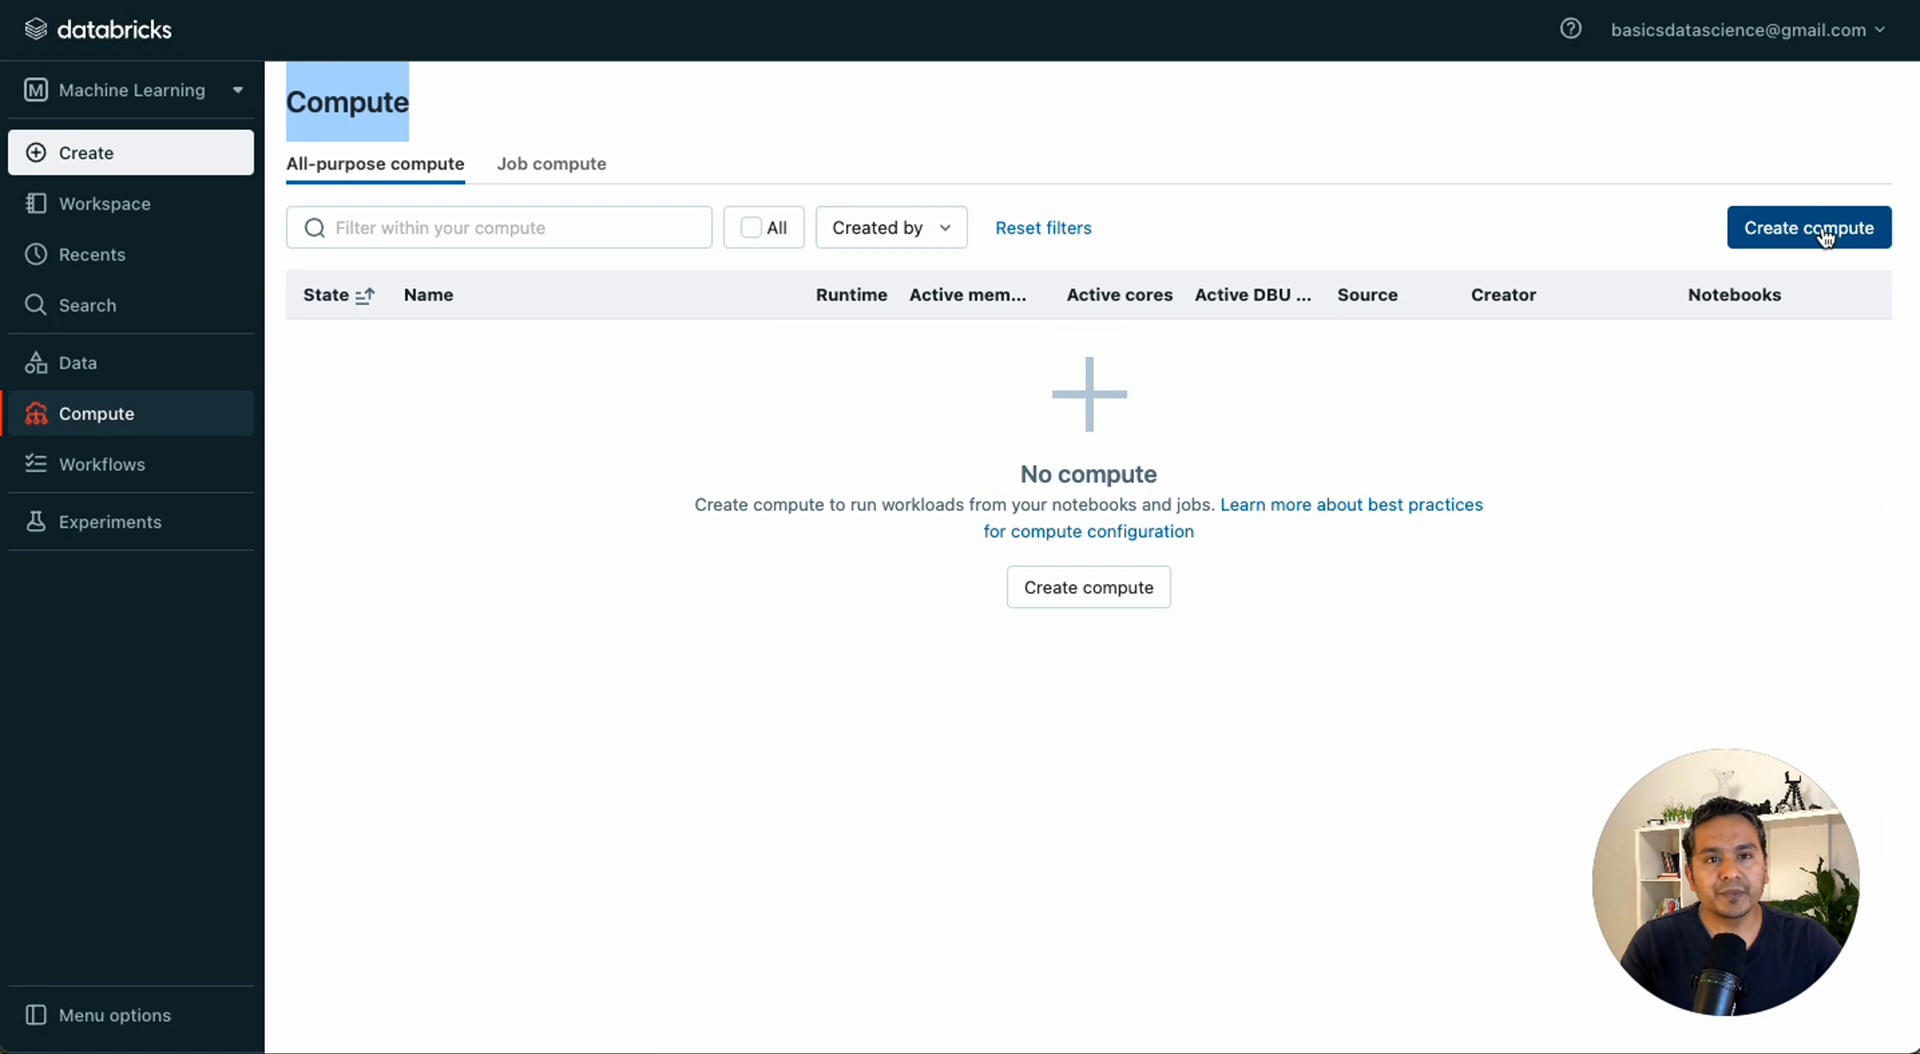 databricks
basicsdatascience@gmail.com
M Machine Learning
Create
Workspace
Recents
Search
Data
Compute
Workflows
Experiments
Menu options
Compute
All-purpose compute Job compute
Filter within your compute All Created by Reset filters Create compute
State Name Runtime Active mem... Active cores Active DBU ... Source Creator Notebooks
No compute
Create compute to run workloads from your notebooks and jobs. Learn more about best practices
for compute configuration
Create compute